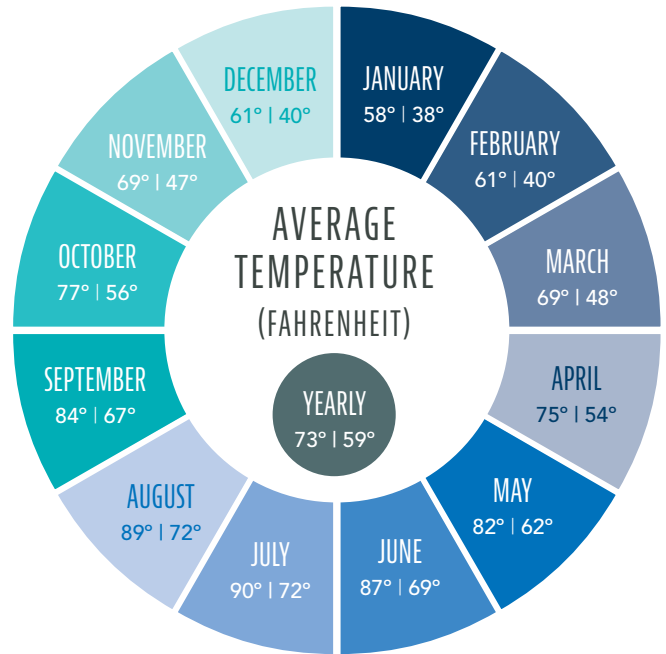 AVERAGE
TEMPERATURE
(FAHRENHEIT)
YEARLY
73° | 59°
JANUARY
58° | 38°
FEBRUARY
61° | 40°
MARCH
69° | 48°
APRIL
75° | 54°
MAY
82° | 62°
JUNE
87° | 69°
JULY
90° | 72°
AUGUST
89° | 72°
SEPTEMBER
84° | 67°
OCTOBER
77° | 56°
NOVEMBER
69° | 47°
DECEMBER
61° | 40°